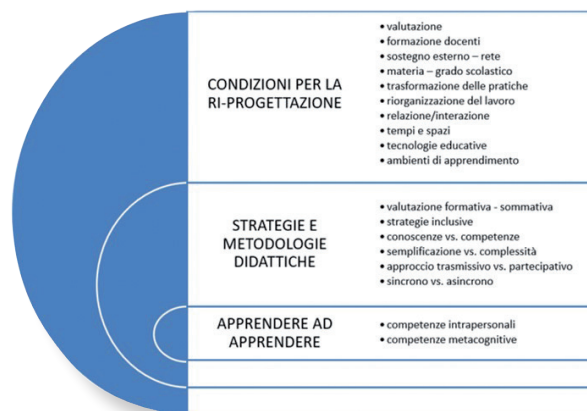 CONDIZIONI PER LA
RI-PROGETTAZIONE
• valutazione
• formazione docenti
• sostegno esterno – rete
• materia – grado scolastico
• trasformazione delle pratiche
• riorganizzazione del lavoro
• relazione/interazione
• tempi e spazi
• tecnologie educative
• ambienti di apprendimento
STRATEGIE E
METODOLOGIE
DIDATTICHE
• valutazione formativa - sommativa
• strategie inclusive
• conoscenze vs. competenze
• semplificazione vs. complessità
• approccio trasmissivo vs. partecipativo
• sincrono vs. asincrono
APPRENDERE AD
APPRENDERE
• competenze intrapersonali
• competenze metacognitive